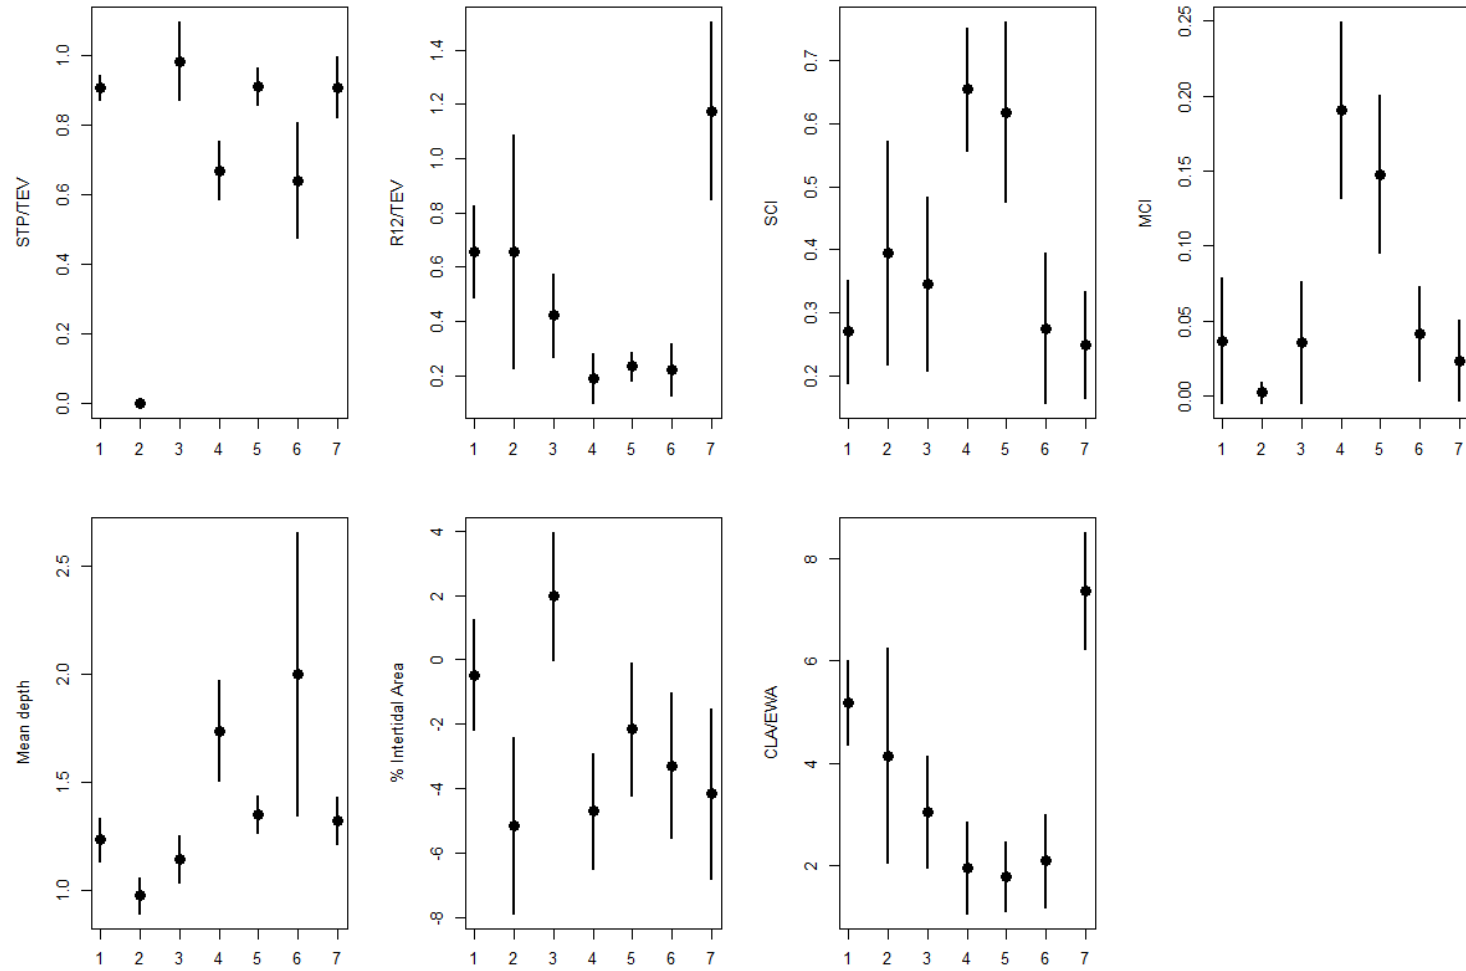 STP/TEV
0.0 0.2 0.4 0.6 0.8 1.0
1 2 3 4 5 6 7
R12/TEV
0.2 0.4 0.6 0.8 1.0 1.2 1.4
1 2 3 4 5 6 7
SCI
0.2 0.3 0.4 0.5 0.6 0.7
1 2 3 4 5 6 7
MCI
0.00 0.05 0.10 0.15 0.20 0.25
1 2 3 4 5 6 7
Mean depth
1.0 1.5 2.0 2.5
1 2 3 4 5 6 7
% Intertidal Area
-8 -6 -4 -2 0 2 4
1 2 3 4 5 6 7
CLA/EWA
2 4 6 8
1 2 3 4 5 6 7